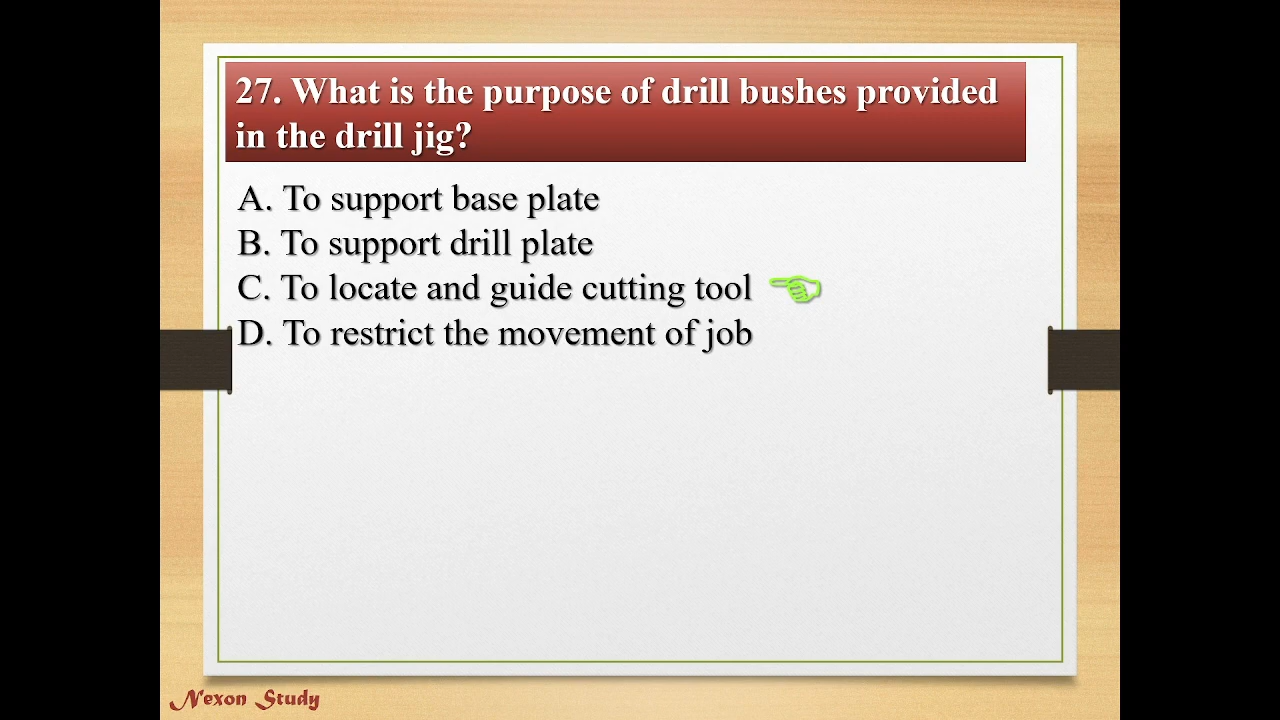 27. What is the purpose of drill bushes provided
in the drill jig?
A. To support base plate
B. To support drill plate
C. To locate and guide cutting tool
D. To restrict the movement of job
Nexon Study